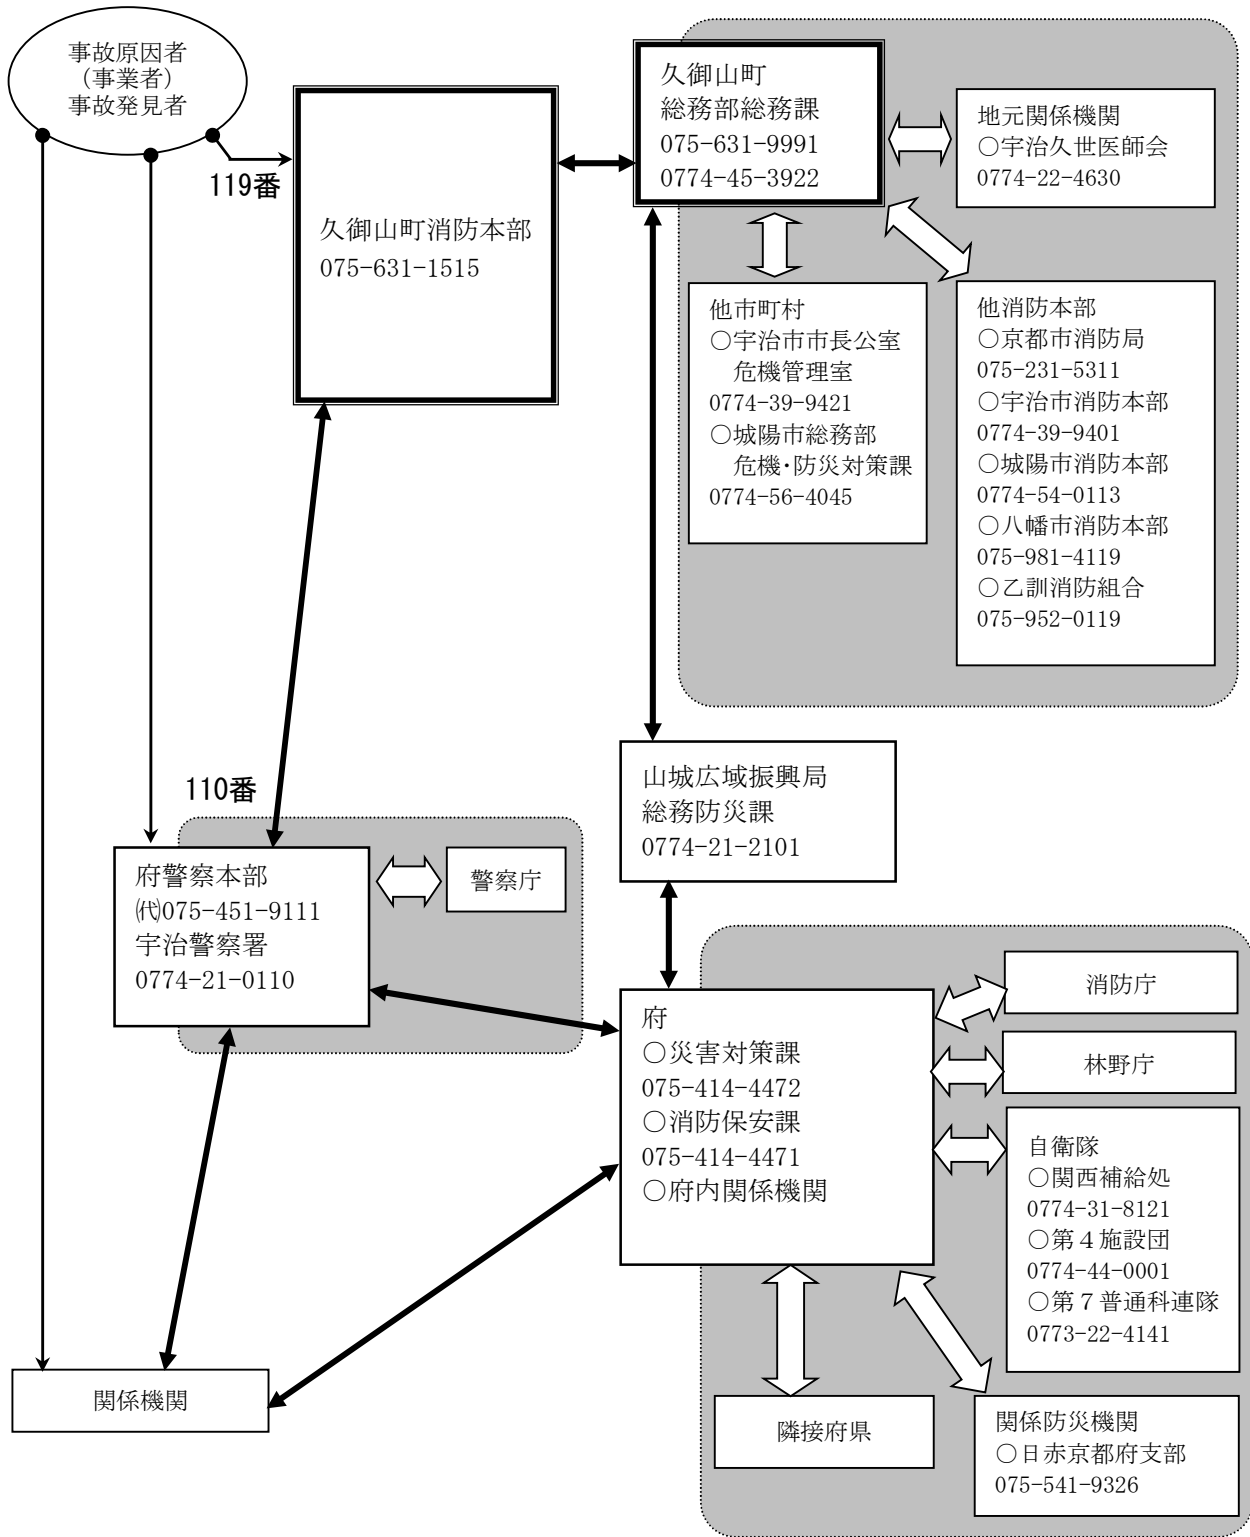 事故原因者
（事業者）
事故発見者
119番
久御山町消防本部
075-631-1515
久御山町
総務部総務課
075-631-9991
0774-45-3922
地元関係機関
○宇治久世医師会
0774-22-4630
他市町村
○宇治市市長公室
危機管理室
0774-39-9421
○城陽市総務部
危機・防災対策課
0774-56-4045
他消防本部
○京都市消防局
075-231-5311
○宇治市消防本部
0774-39-9401
○城陽市消防本部
0774-54-0113
○八幡市消防本部
075-981-4119
○乙訓消防組合
075-952-0119
山城広域振興局
総務防災課
0774-21-2101
110番
府警察本部
㈹075-451-9111
宇治警察署
0774-21-0110
警察庁
府
○災害対策課
075-414-4472
○消防保安課
075-414-4471
○府内関係機関
消防庁
林野庁
自衛隊
○関西補給処
0774-31-8121
○第４施設団
0774-44-0001
○第７普通科連隊
0773-22-4141
関係機関
隣接府県
関係防災機関
○日赤京都府支部
075-541-9326